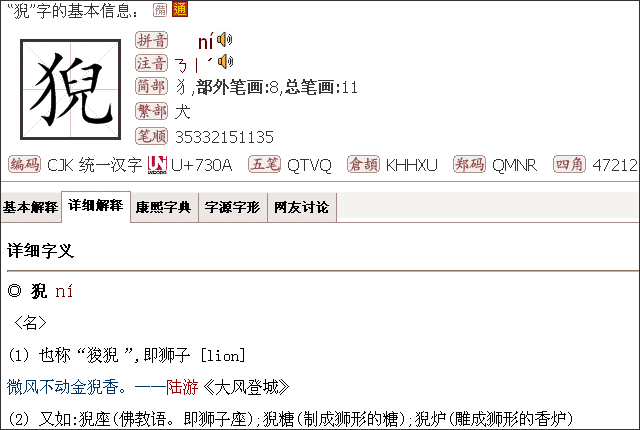 “猊”字的基本信息： 備 通
猊
拼音 ní
注音 ㄋㄧˊ
简部 犭,部外笔画:8,总笔画:11
繁部 犬
笔顺 35332151135
编码 CJK 统一汉字 UN U+730A 五笔 QTVQ 倉頡 KHHXU 郑码 QMNR 四角 47212
基本解释 详细解释 康熙字典 字源字形 网友讨论
详细字义
◎ 猊 ní
〈名〉
(1) 也称“狻猊 ”,即狮子 [lion]
微风不动金猊香。——陆游《大风登城》
(2) 又如:猊座(佛教语。即狮子座);猊糖(制成狮形的糖);猊炉(雕成狮形的香炉)